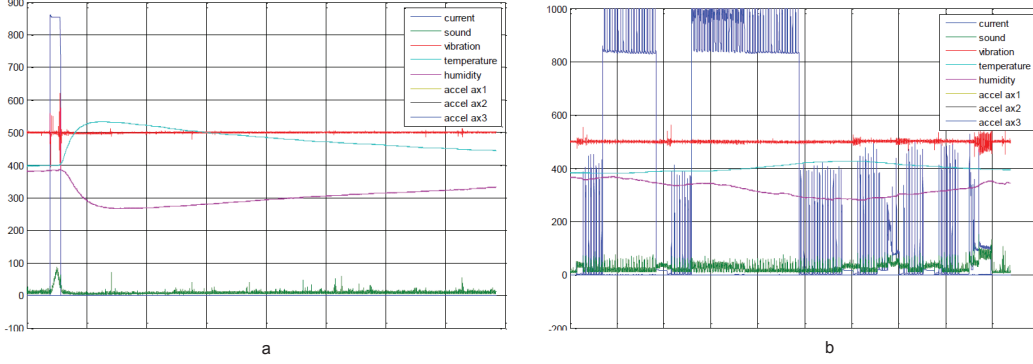 900
800
700
600
500
400
300
200
100
0
-100
current
sound
vibration
temperature
humidity
accel ax1
accel ax2
accel ax3
a
1000
800
600
400
200
0
-200
current
sound
vibration
temperature
humidity
accel ax1
accel ax2
accel ax3
b